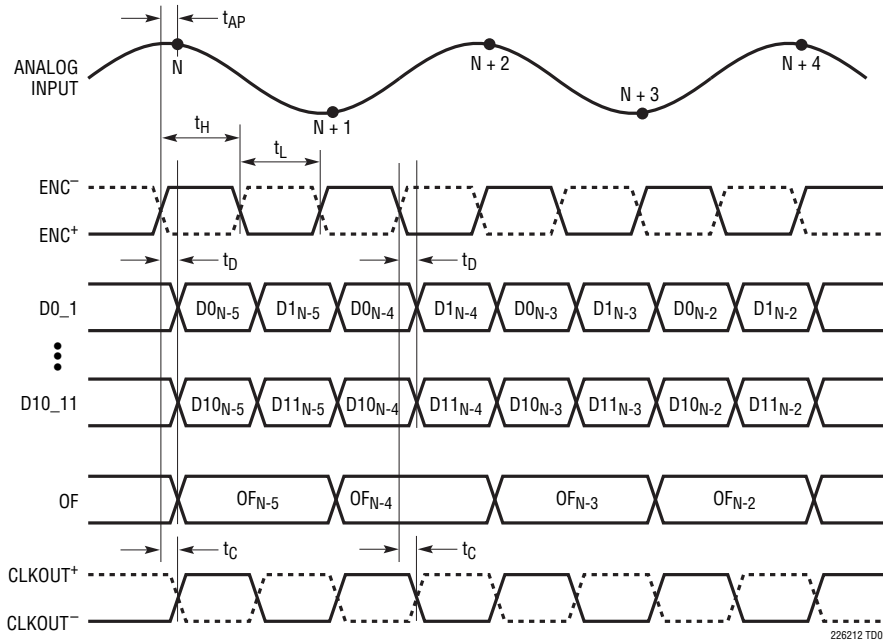 t_AP
ANALOG
INPUT
N
N + 1
N + 2
N + 3
N + 4
t_H
t_L
ENC⁻
ENC⁺
t_D
t_D
D0_1
D0_N-5
D1_N-5
D0_N-4
D1_N-4
D0_N-3
D1_N-3
D0_N-2
D1_N-2
D10_11
D10_N-5
D11_N-5
D10_N-4
D11_N-4
D10_N-3
D11_N-3
D10_N-2
D11_N-2
OF
OF_N-5
OF_N-4
OF_N-3
OF_N-2
t_C
t_C
CLKOUT⁺
CLKOUT⁻
226212 TD0